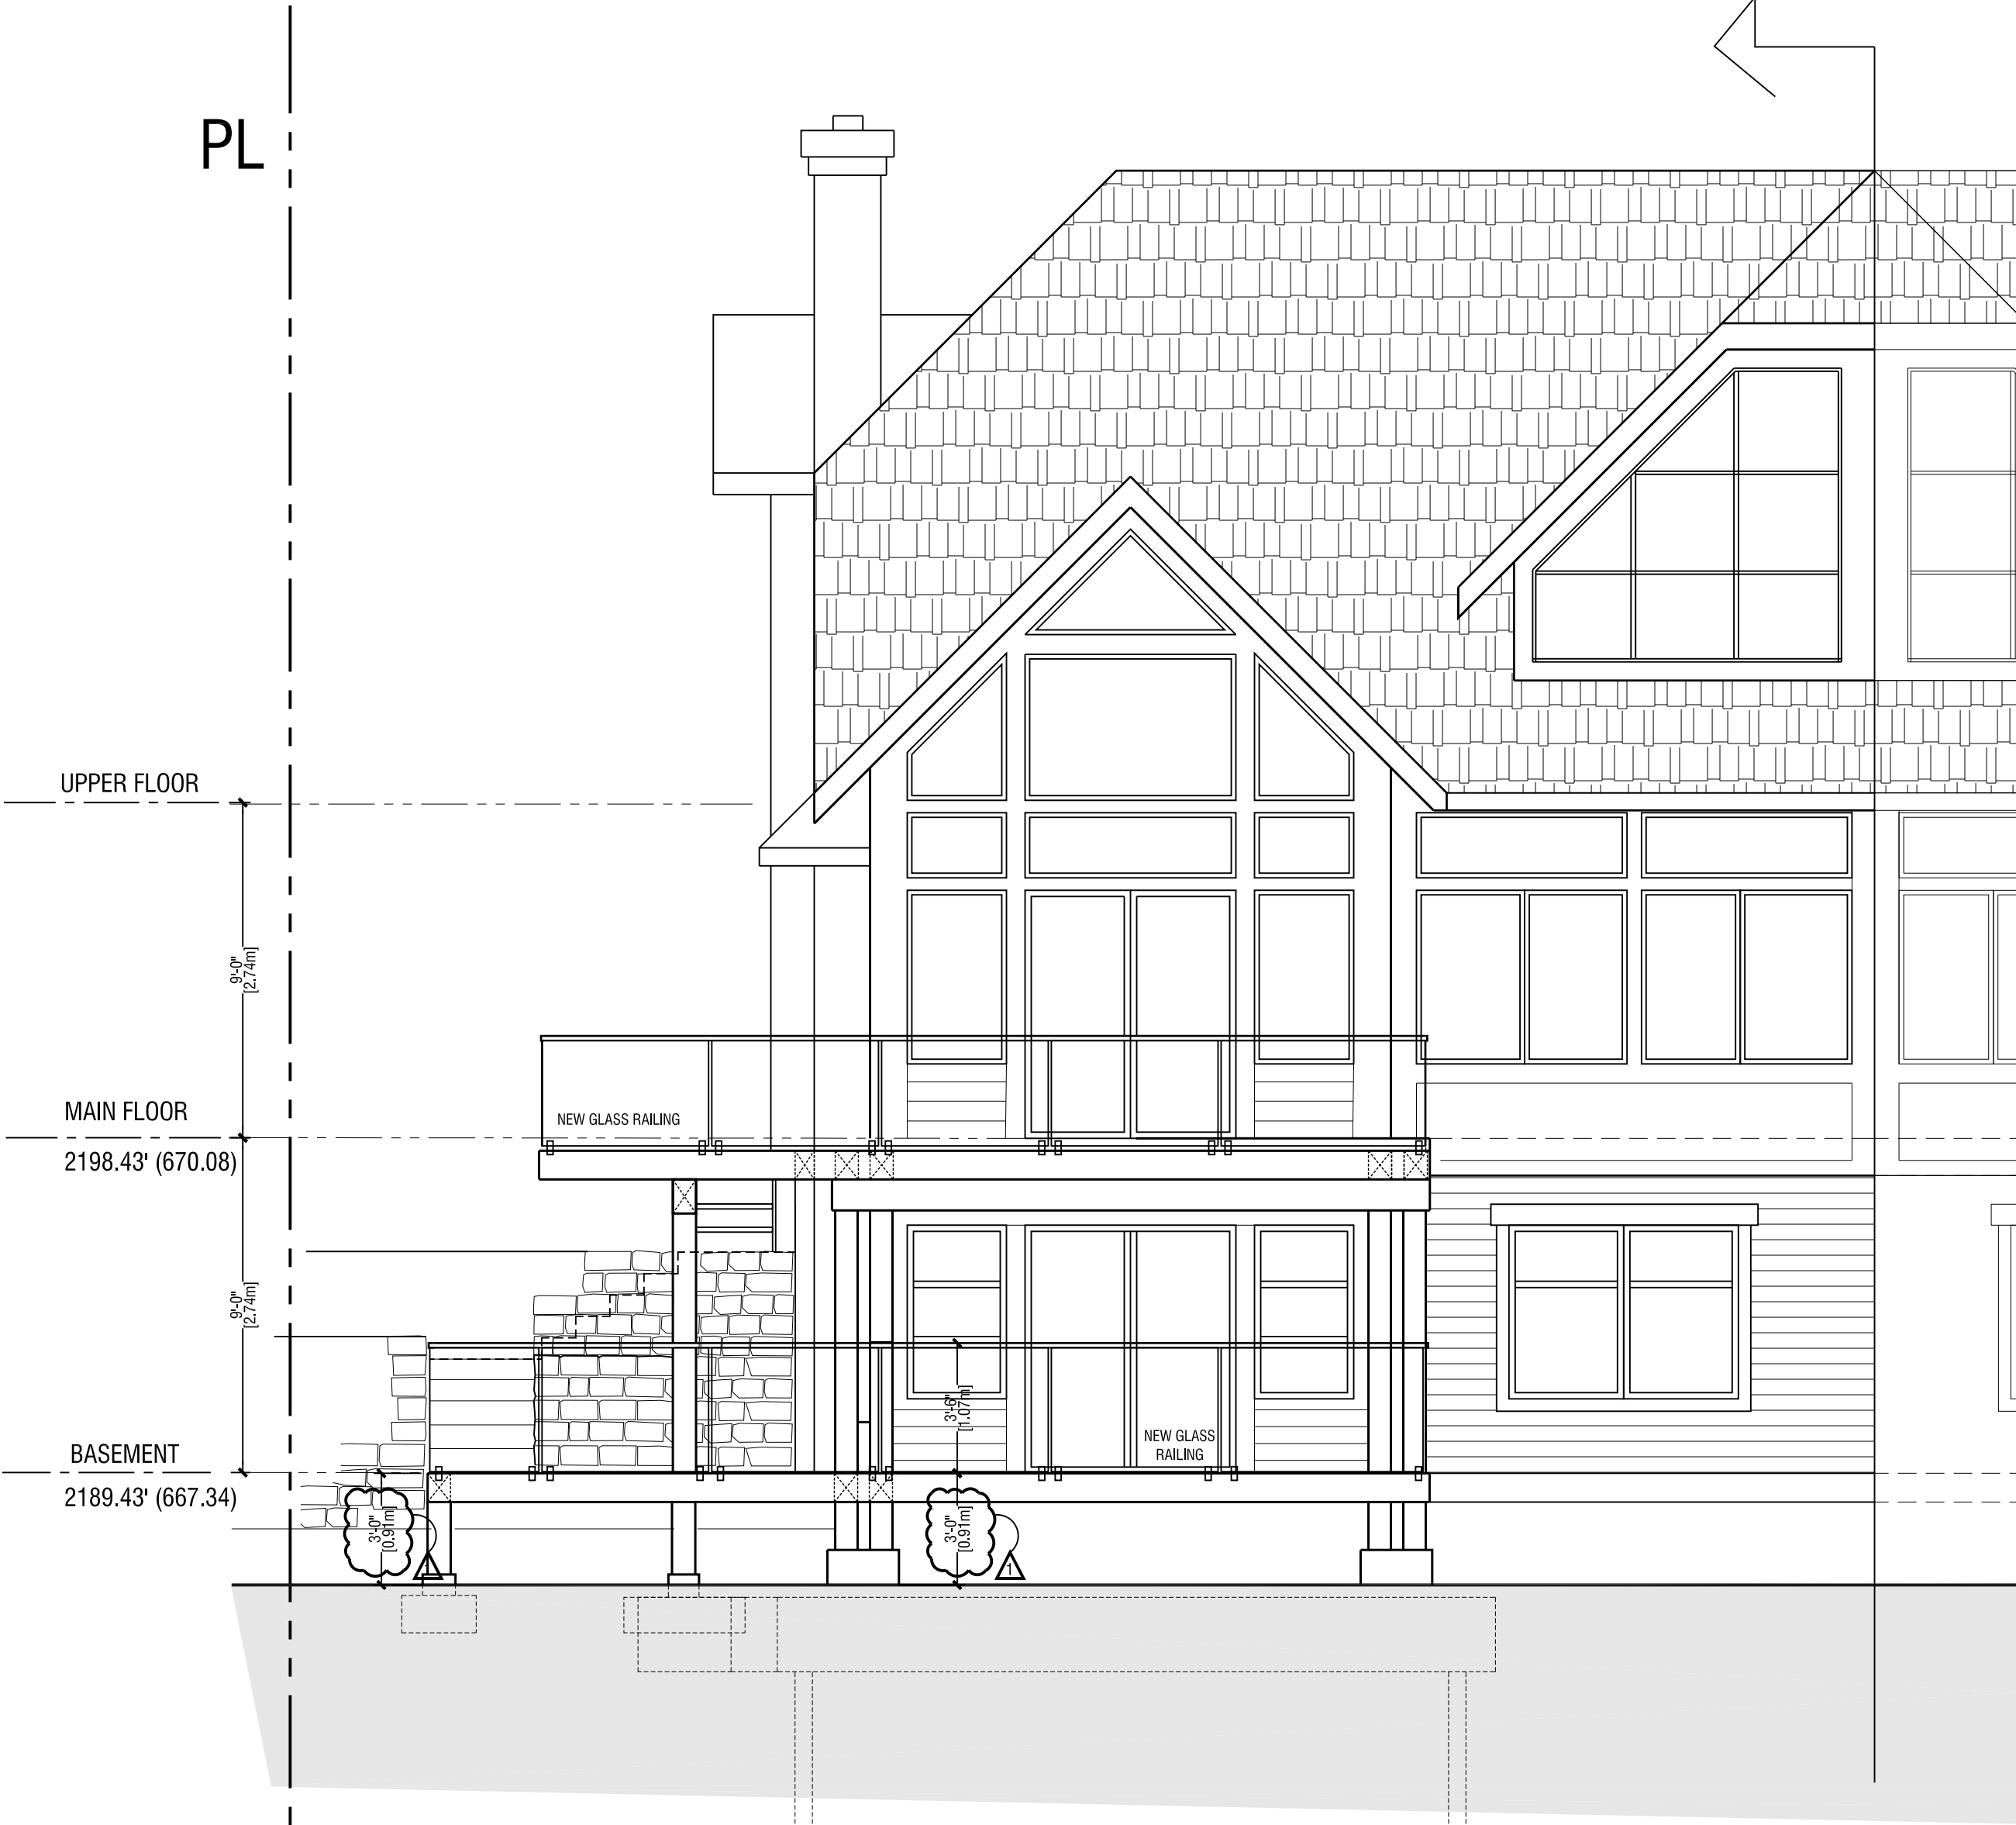 PL
UPPER FLOOR
9'-0"
[2.74m]
NEW GLASS RAILING
MAIN FLOOR
2198.43' (670.08)
9'-0"
[2.74m]
3'-6"
[1.07m]
NEW GLASS
RAILING
BASEMENT
2189.43' (667.34)
3'-0"
[0.91m]
3'-0"
[0.91m]
1